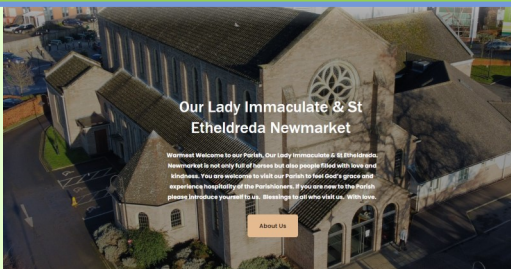 Our Lady Immaculate & St
Etheldreda Newmarket
Warmest Welcome to our Parish, Our Lady Immaculate & St Etheldreda.
Newmarket is not only full of horses but also people filled with love and
kindness. You are welcome to visit our Parish to feel God's grace and
experience hospitality of the Parishioners. If you are new to the Parish
please introduce yourself to us. Blessings to all who visit us. With love.
About Us